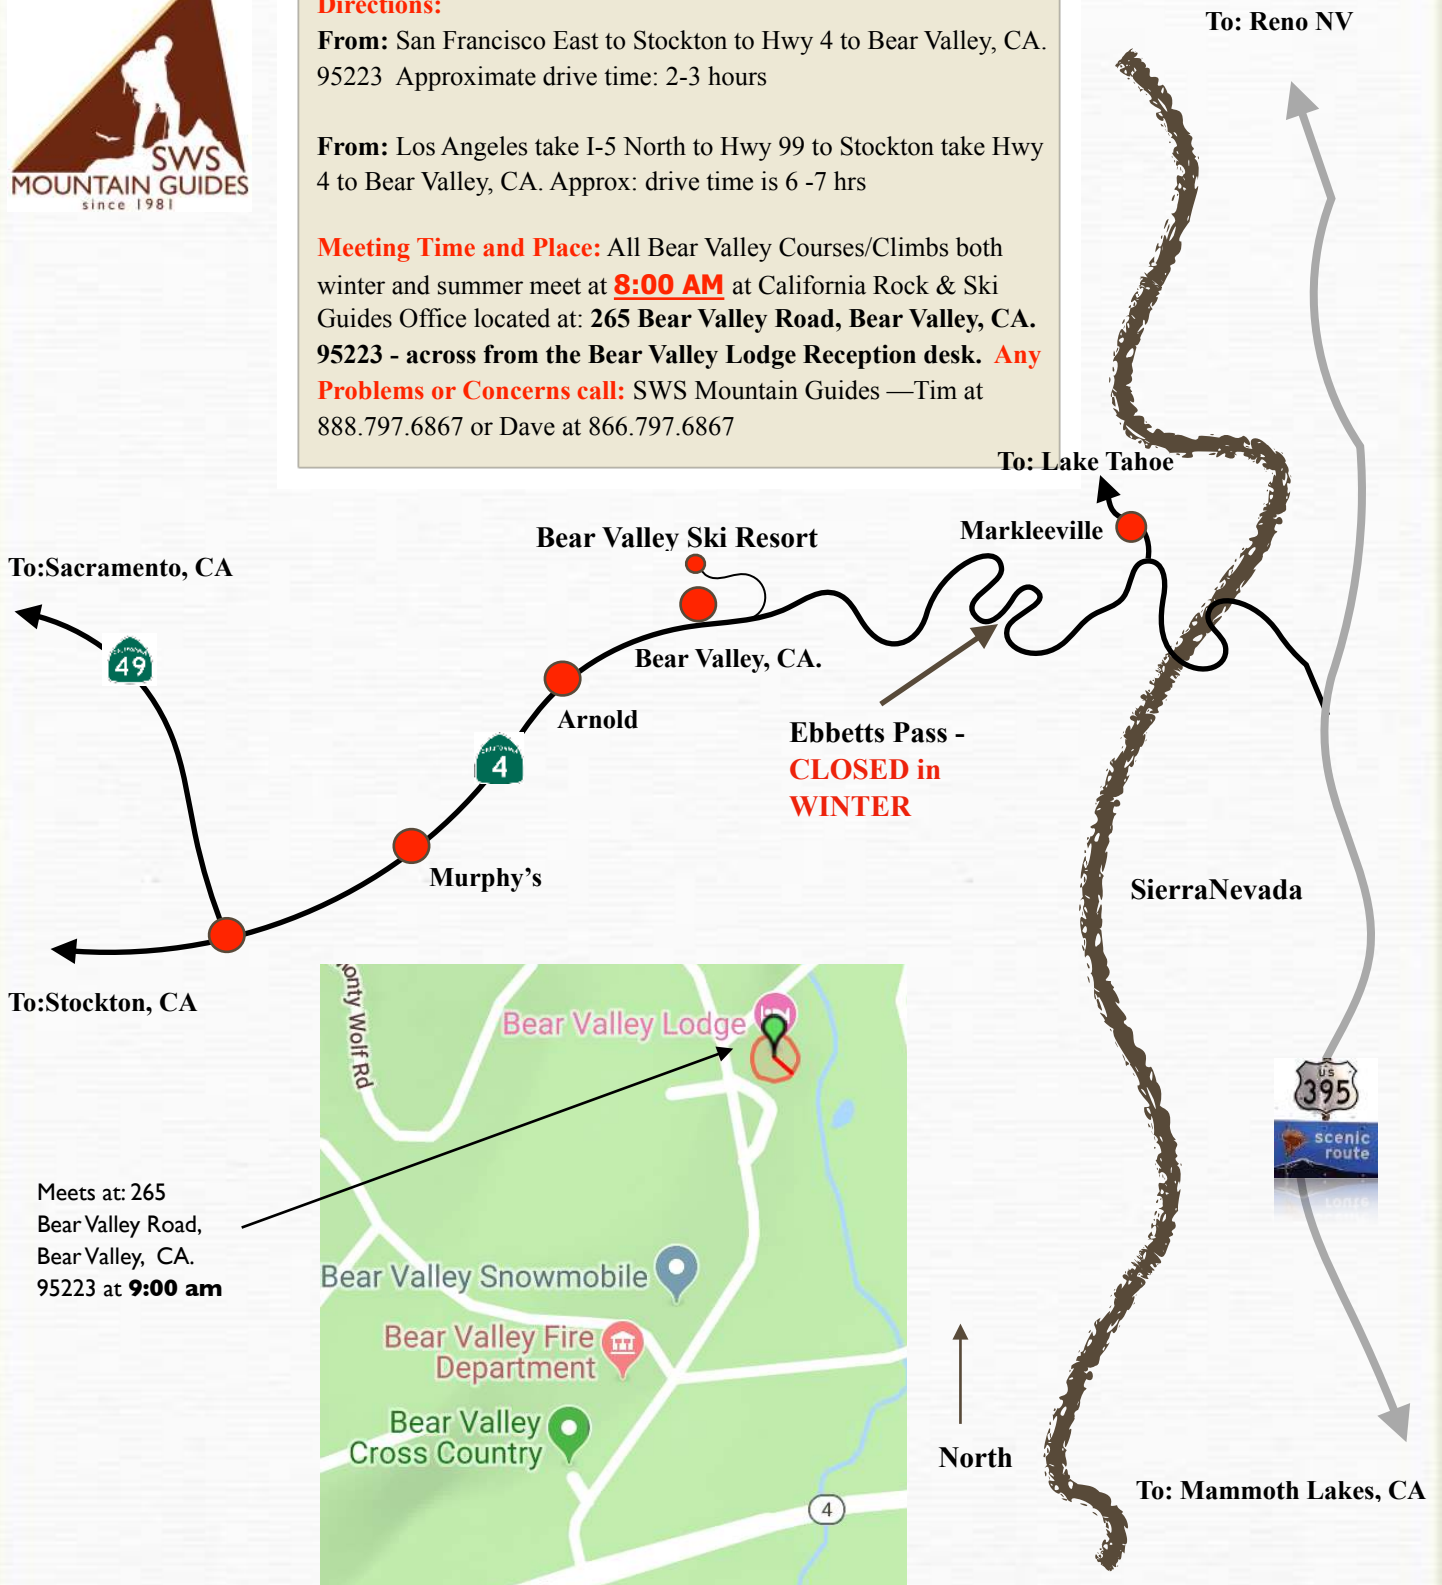 Directions:
From: San Francisco East to Stockton to Hwy 4 to Bear Valley, CA.
95223  Approximate drive time: 2-3 hours
From: Los Angeles take I-5 North to Hwy 99 to Stockton take Hwy
4 to Bear Valley, CA. Approx: drive time is 6 -7 hrs
Meeting Time and Place: All Bear Valley Courses/Climbs both
winter and summer meet at 8:00 AM at California Rock & Ski
Guides Office located at: 265 Bear Valley Road, Bear Valley, CA.
95223 - across from the Bear Valley Lodge Reception desk.  Any
Problems or Concerns call: SWS Mountain Guides —Tim at
888.797.6867 or Dave at 866.797.6867
SWS
MOUNTAIN GUIDES
since 1981
To: Reno NV
To: Lake Tahoe
Markleeville
Bear Valley Ski Resort
To:Sacramento, CA
49
Bear Valley, CA.
Arnold
CALIFORNIA
4
Ebbetts Pass -
CLOSED in
WINTER
Murphy's
SierraNevada
To:Stockton, CA
onty Wolf Rd
Bear Valley Lodge
US
395
scenic
route
Meets at: 265
Bear Valley Road,
Bear Valley,  CA.
95223 at 9:00 am
Bear Valley Snowmobile
Bear Valley Fire
Department
Bear Valley
Cross Country
4
North
To: Mammoth Lakes, CA